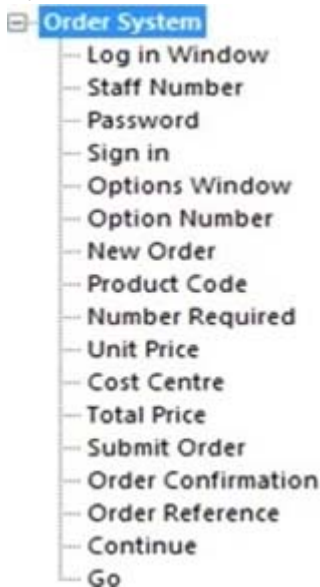 Order System
Log in Window
Staff Number
Password
Sign in
Options Window
Option Number
New Order
Product Code
Number Required
Unit Price
Cost Centre
Total Price
Submit Order
Order Confirmation
Order Reference
Continue
Go